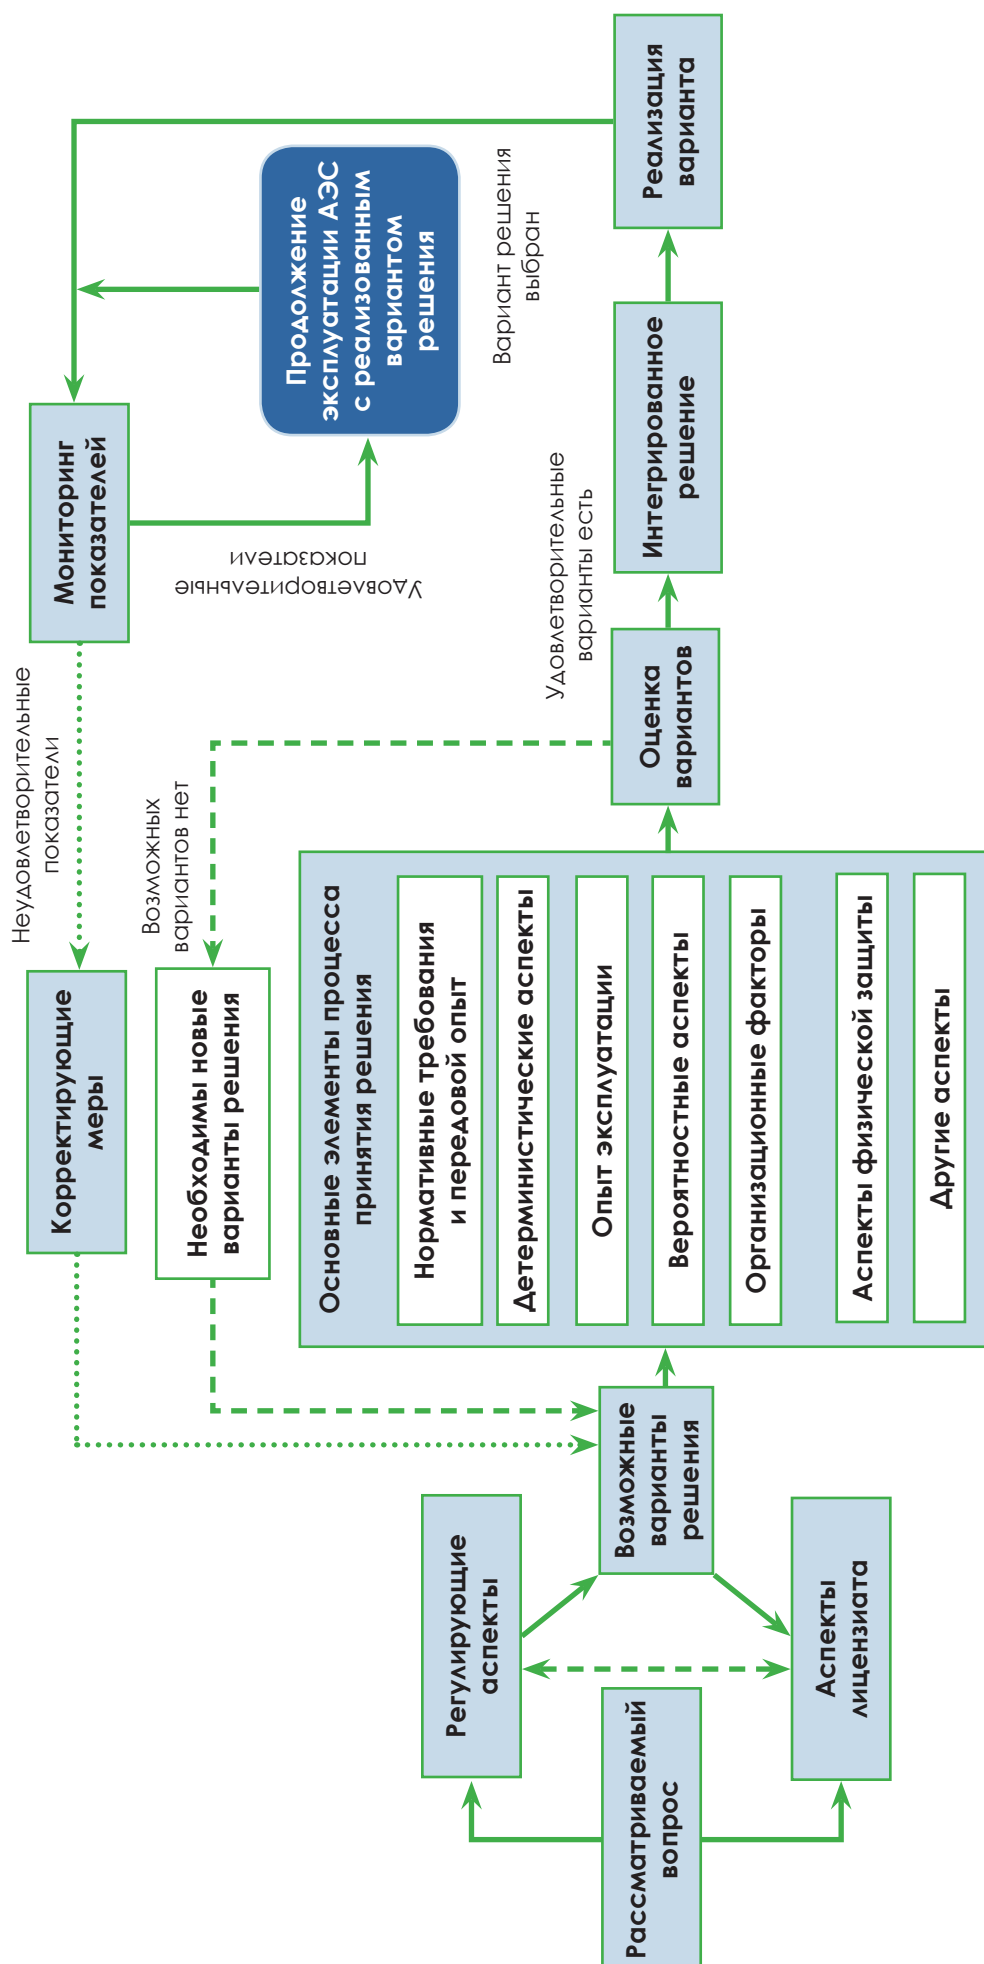 Рассматриваемый
вопрос
Регулирующие
аспекты
Аспекты
лицензиата
Возможные
варианты
решения
Основные элементы процесса
принятия решения
Нормативные требования
и передовой опыт
Детерминистические аспекты
Опыт эксплуатации
Вероятностные аспекты
Организационные факторы
Аспекты физической защиты
Другие аспекты
Оценка
вариантов
Удовлетворительные
варианты есть
Интегрированное
решение
Вариант решения
выбран
Реализация
варианта
Мониторинг
показателей
Удовлетворительные
показатели
Продолжение
эксплуатации АЭС
с реализованным
вариантом
решения
Неудовлетворительные
показатели
Корректирующие
меры
Возможных
вариантов нет
Необходимы новые
варианты решения